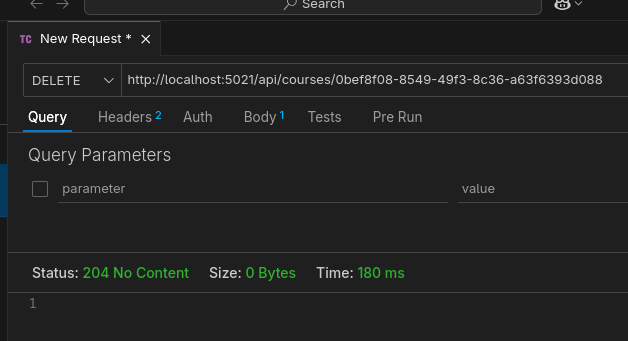 ← → Search
TC New Request * ×
DELETE http://localhost:5021/api/courses/0bef8f08-8549-49f3-8c36-a63f6393d088
Query Headers 2 Auth Body 1 Tests Pre Run
Query Parameters
parameter value
Status: 204 No Content Size: 0 Bytes Time: 180 ms
1